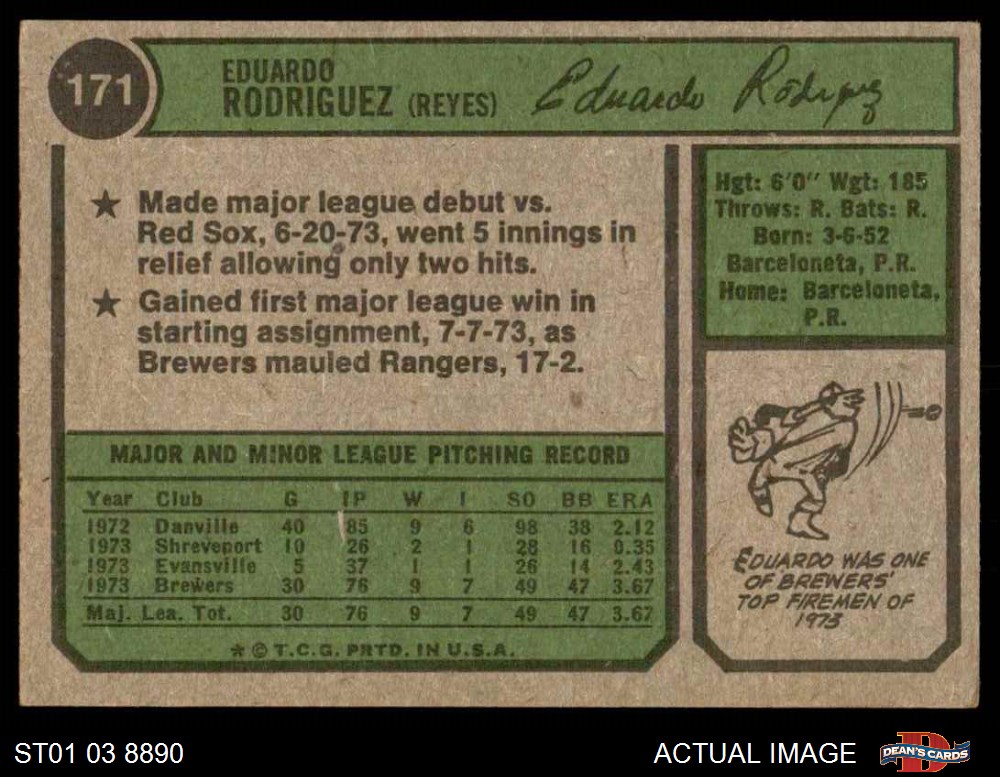 171
EDUARDO
RODRIGUEZ (REYES)
Eduardo Rodriguez
★ Made major league debut vs.
Red Sox, 6-20-73, went 5 innings in
relief allowing only two hits.
★ Gained first major league win in
starting assignment, 7-7-73, as
Brewers mauled Rangers, 17-2.
Hgt: 6'0" Wgt: 185
Throws: R. Bats: R.
Born: 3-6-52
Barceloneta, P.R.
Home: Barceloneta,
P.R.
MAJOR AND MINOR LEAGUE PITCHING RECORD
Year Club G IP W L SO BB ERA
1972 Danville 40 85 9 6 98 38 2.12
1973 Shreveport 10 26 2 1 28 16 0.35
1973 Evansville 5 37 1 1 26 14 2.43
1973 Brewers 30 76 9 7 49 47 3.67
Maj. Lea. Tot. 30 76 9 7 49 47 3.67
* © T.C.G. PRTD. IN U.S.A.
EDUARDO WAS ONE
OF BREWERS'
TOP FIREMEN OF
1973
ST01 03 8890
ACTUAL IMAGE
DEAN'S CARDS